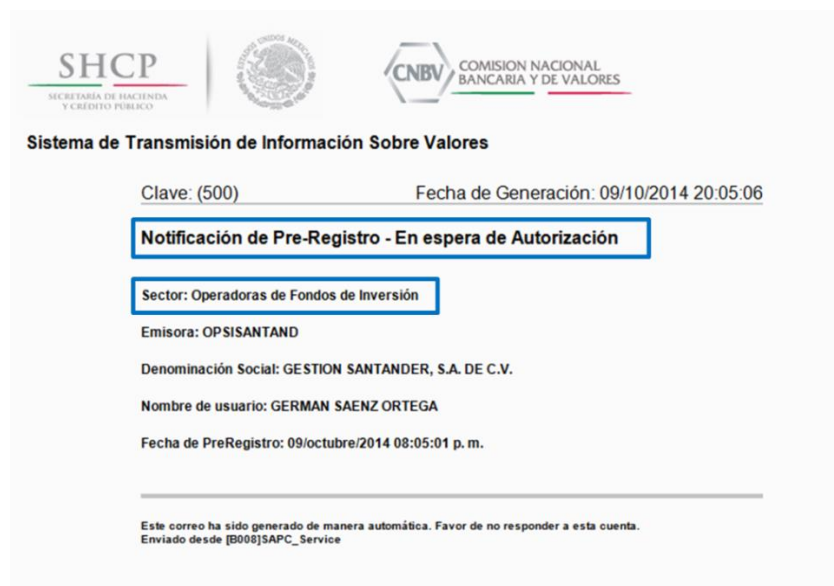 SHCP
SECRETARÍA DE HACIENDA
Y CRÉDITO PÚBLICO
ESTADOS UNIDOS MEXICANOS
CNBV
COMISION NACIONAL
BANCARIA Y DE VALORES
Sistema de Transmisión de Información Sobre Valores
Clave: (500) Fecha de Generación: 09/10/2014 20:05:06
Notificación de Pre-Registro - En espera de Autorización
Sector: Operadoras de Fondos de Inversión
Emisora: OPSISANTAND
Denominación Social: GESTION SANTANDER, S.A. DE C.V.
Nombre de usuario: GERMAN SAENZ ORTEGA
Fecha de PreRegistro: 09/octubre/2014 08:05:01 p. m.
Este correo ha sido generado de manera automática. Favor de no responder a esta cuenta.
Enviado desde [B008]SAPC_Service